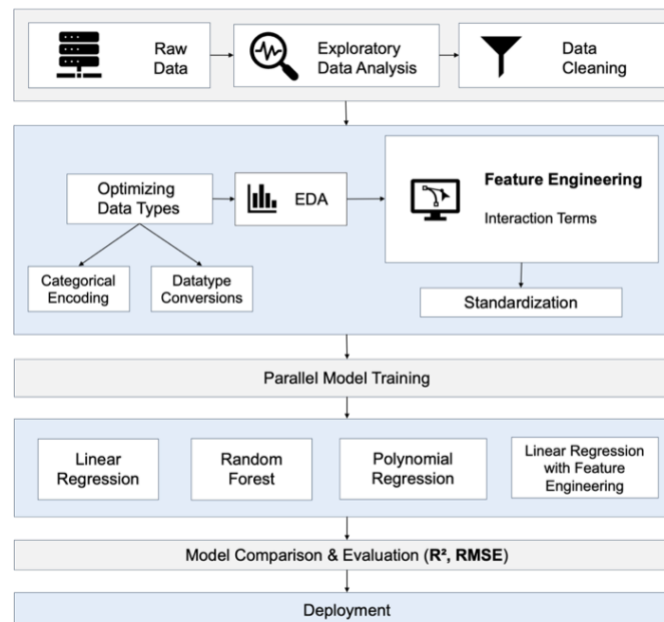 Raw
Data
Exploratory
Data Analysis
Data
Cleaning
Optimizing
Data Types
EDA
Feature Engineering
Interaction Terms
Categorical
Encoding
Datatype
Conversions
Standardization
Parallel Model Training
Linear
Regression
Random
Forest
Polynomial
Regression
Linear Regression
with Feature
Engineering
Model Comparison & Evaluation (R², RMSE)
Deployment